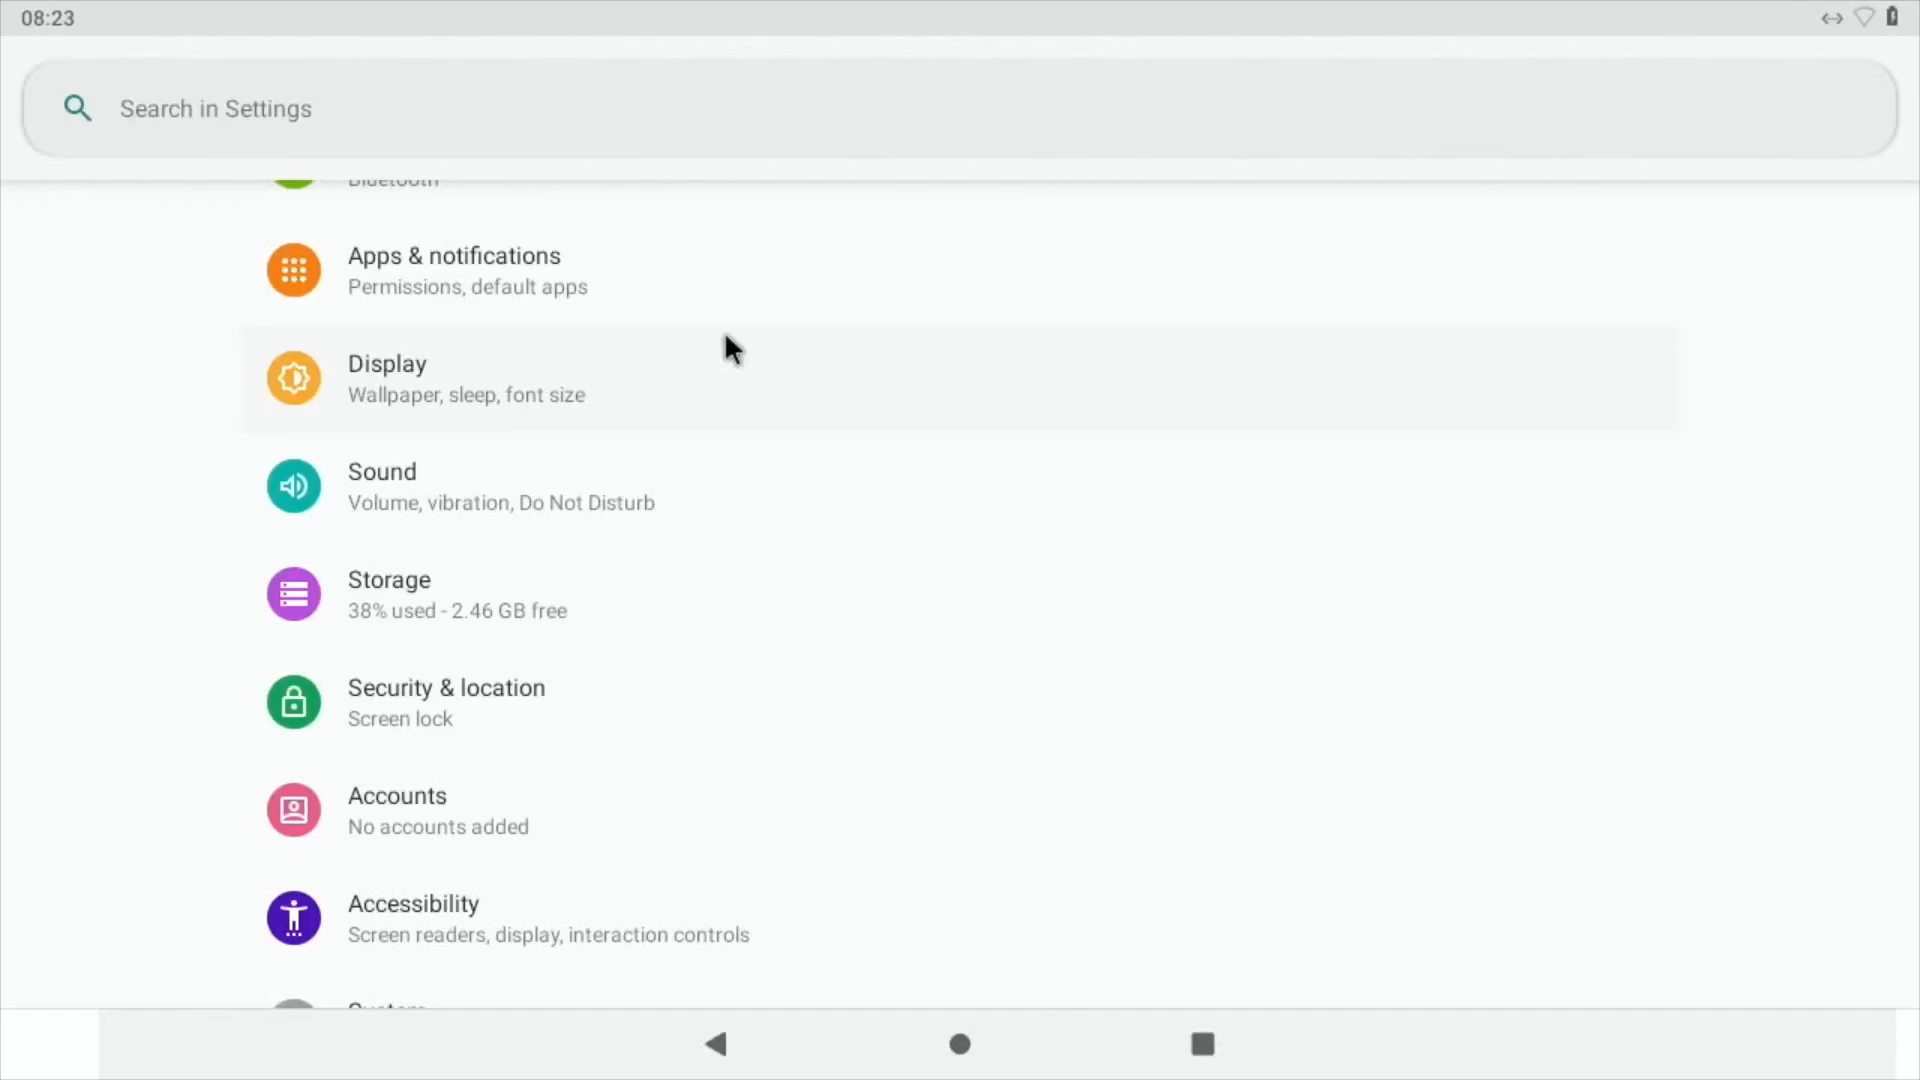 08:23
Search in Settings
Bluetooth
Apps & notifications
Permissions, default apps
Display
Wallpaper, sleep, font size
Sound
Volume, vibration, Do Not Disturb
Storage
38% used - 2.46 GB free
Security & location
Screen lock
Accounts
No accounts added
Accessibility
Screen readers, display, interaction controls
System